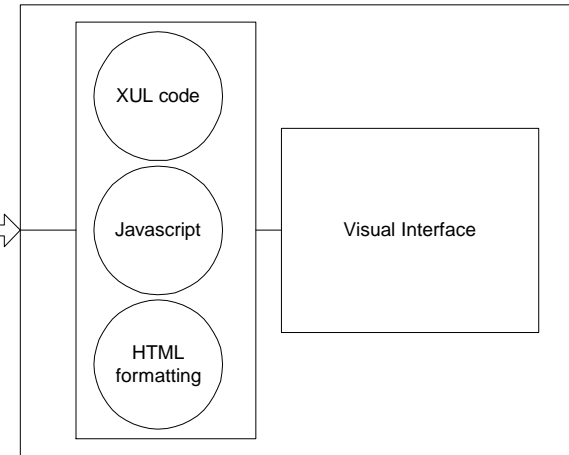 XUL code
Javascript
Visual Interface
HTML
formatting